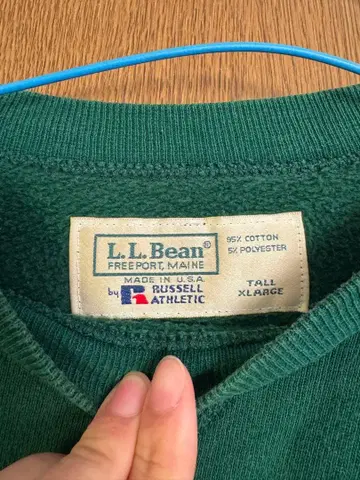 L.L.Bean®
FREEPORT, MAINE
MADE IN U.S.A.
by RUSSELL
ATHLETIC
95% COTTON
5% POLYESTER
TALL
XLARGE